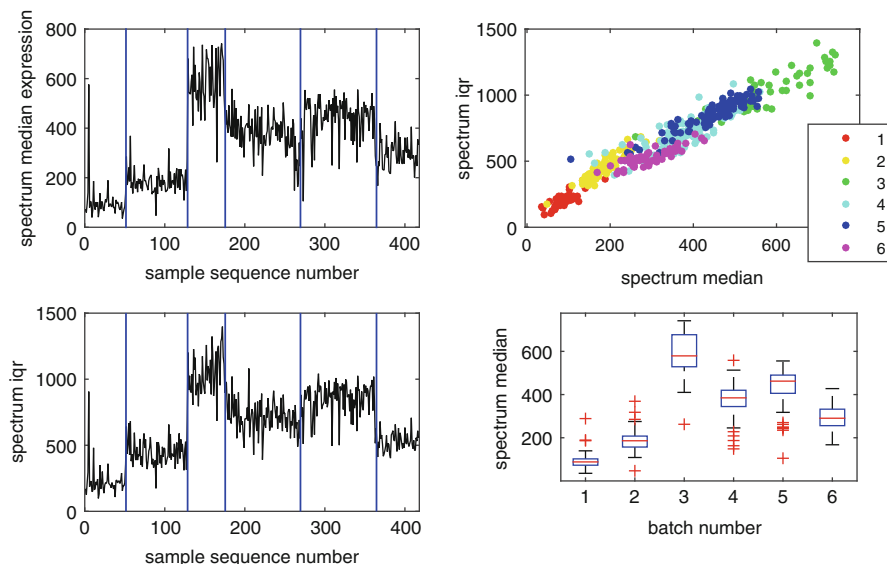 800
600
400
200
0
0 100 200 300 400
spectrum median expression
sample sequence number
1500
1000
500
0
0 200 400 600
spectrum iqr
spectrum median
1
2
3
4
5
6
1500
1000
500
0
0 100 200 300 400
spectrum iqr
sample sequence number
600
400
200
1 2 3 4 5 6
spectrum median
batch number